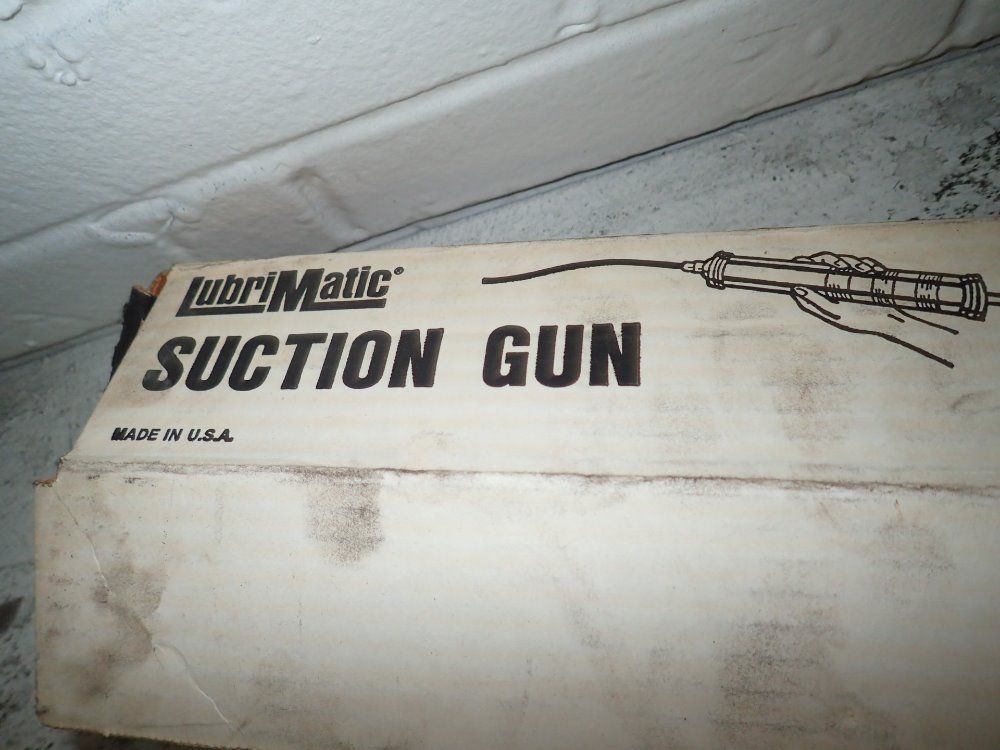 LubriMatic®
SUCTION GUN
MADE IN U.S.A.